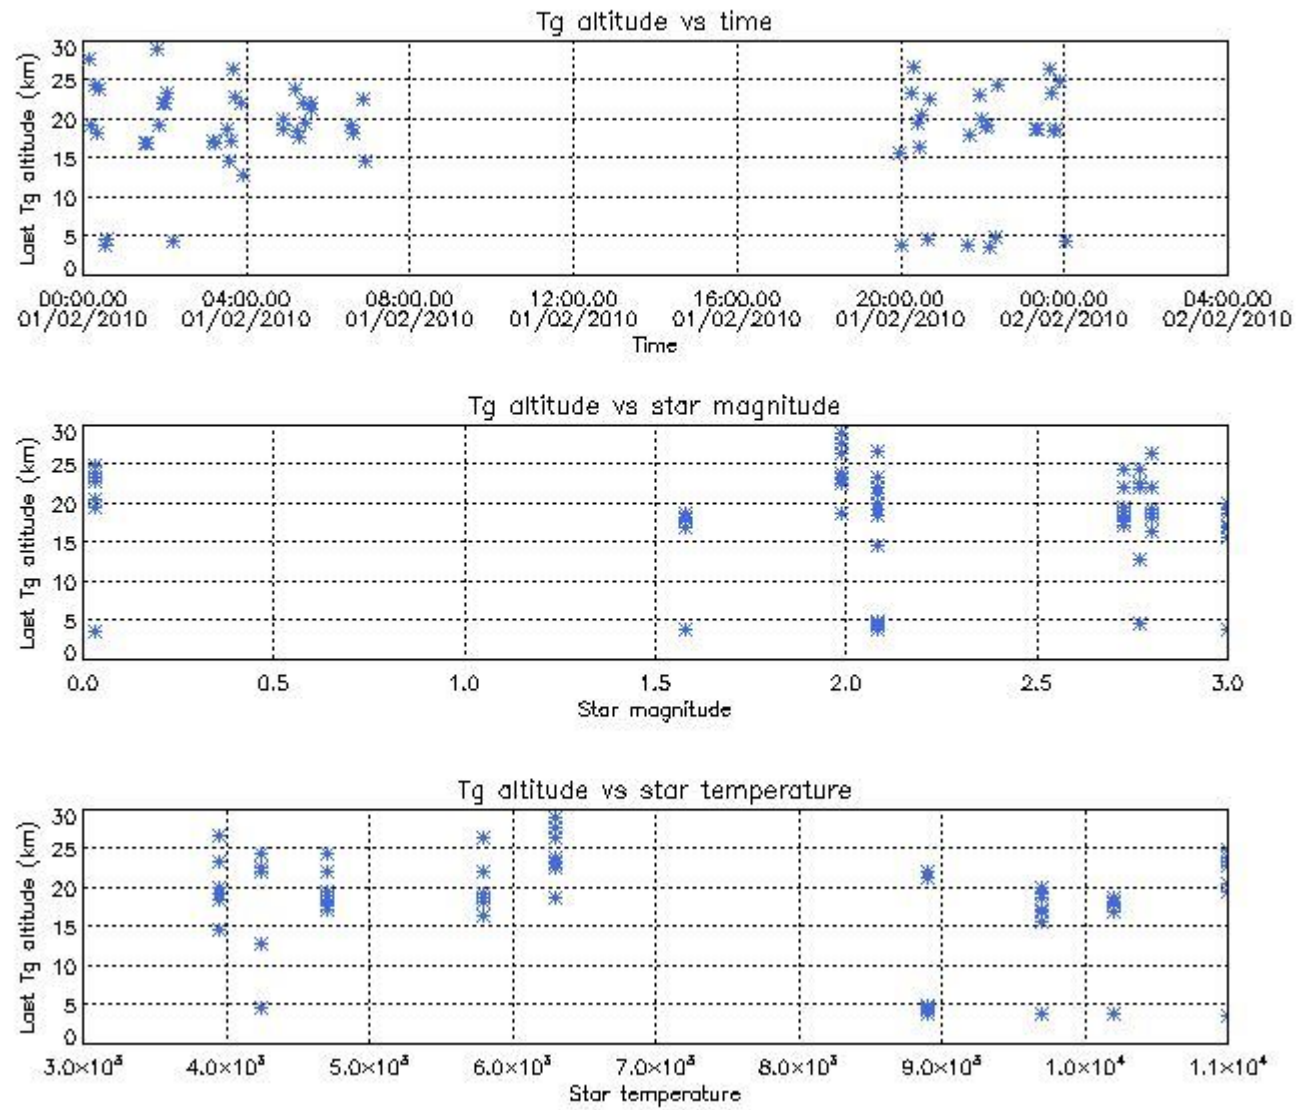 Tg altitude vs time
Last Tg altitude (km)
30
25
20
15
10
5
0
00:00.00 04:00.00 08:00.00 12:00.00 16:00.00 20:00.00 00:00.00 04:00.00
01/02/2010 01/02/2010 01/02/2010 01/02/2010 01/02/2010 01/02/2010 02/02/2010 02/02/2010
Time
Tg altitude vs star magnitude
Last Tg altitude (km)
30
25
20
15
10
5
0
0.0 0.5 1.0 1.5 2.0 2.5 3.0
Star magnitude
Tg altitude vs star temperature
Last Tg altitude (km)
30
25
20
15
10
5
0
3.0×10³ 4.0×10³ 5.0×10³ 6.0×10³ 7.0×10³ 8.0×10³ 9.0×10³ 1.0×10⁴ 1.1×10⁴
Star temperature